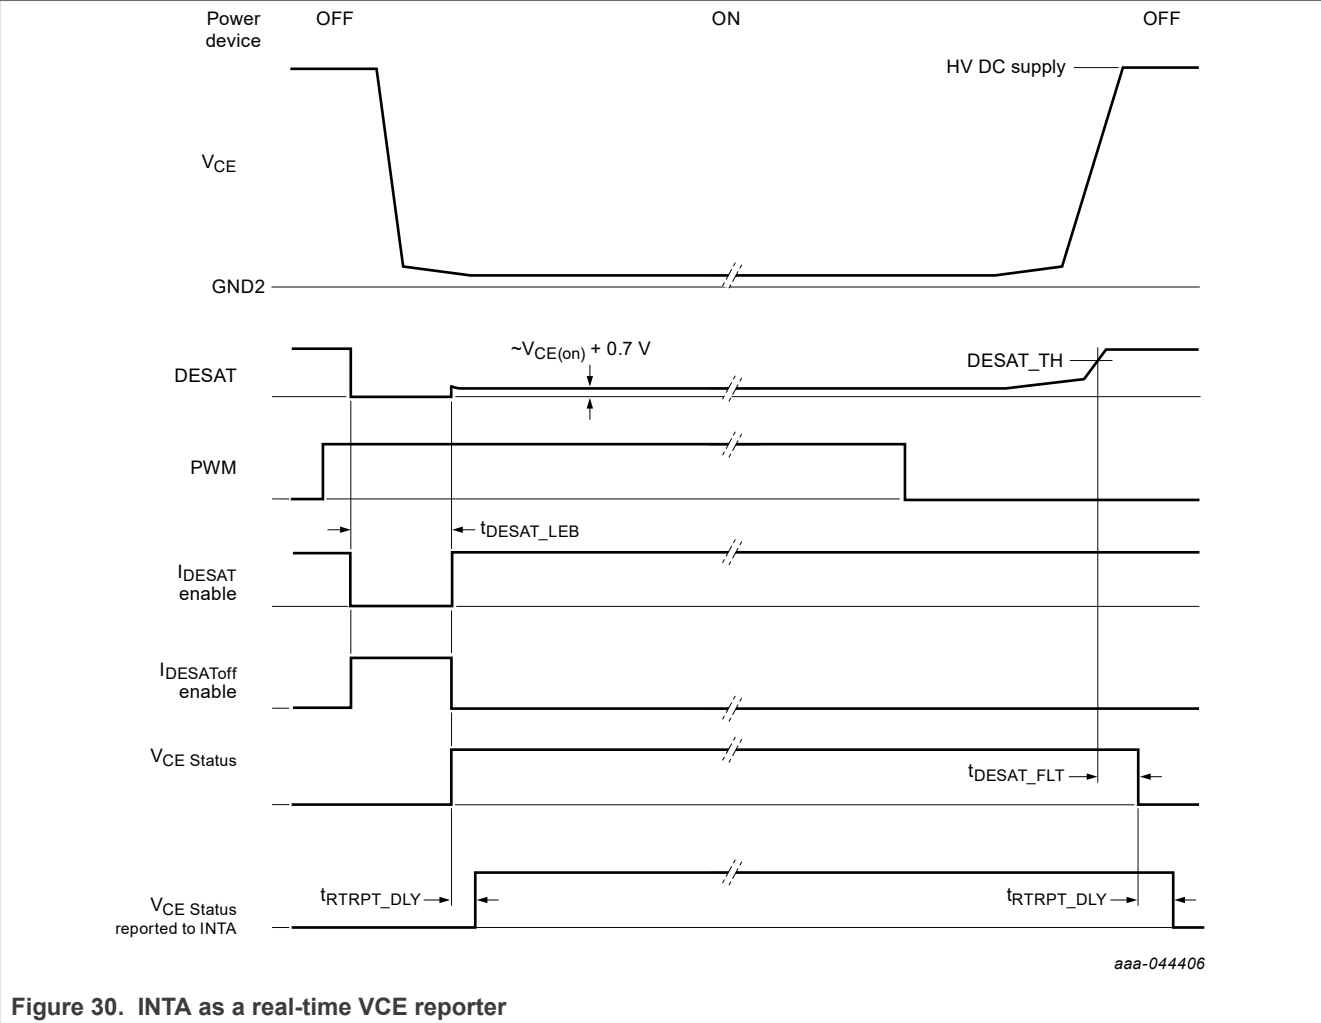 Power
device
OFF
ON
OFF
HV DC supply
VCE
GND2
~VCE(on) + 0.7 V
DESAT_TH
DESAT
PWM
tDESAT_LEB
IDESAT
enable
IDESAToff
enable
VCE Status
tDESAT_FLT
tRTRPT_DLY
tRTRPT_DLY
VCE Status
reported to INTA
aaa-044406
Figure 30. INTA as a real-time VCE reporter